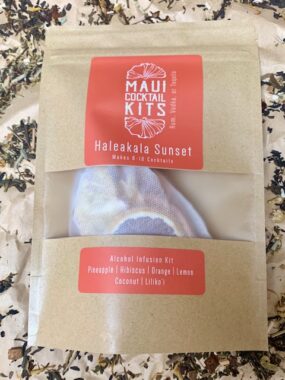 MAUI
COCKTAIL
KITS
Rum, Vodka, or Tequila
Haleakala Sunset
Makes 8-10 Cocktails
Alcohol Infusion Kit
Pineapple | Hibiscus | Orange | Lemon
Coconut | Liliko'i